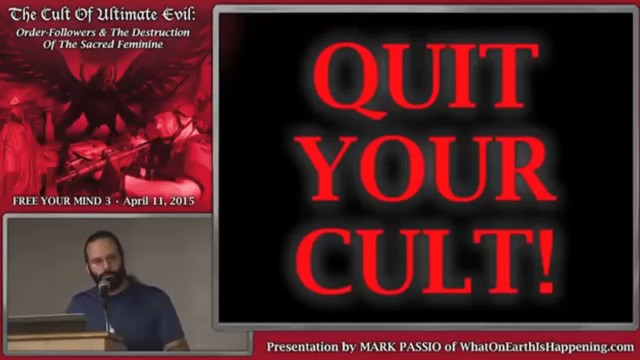 The Cult Of Ultimate Evil:
Order-Followers & The Destruction
Of The Sacred Feminine
FREE YOUR MIND 3 · April 11, 2015
QUIT
YOUR
CULT!
Presentation by MARK PASSIO of WhatOnEarthIsHappening.com